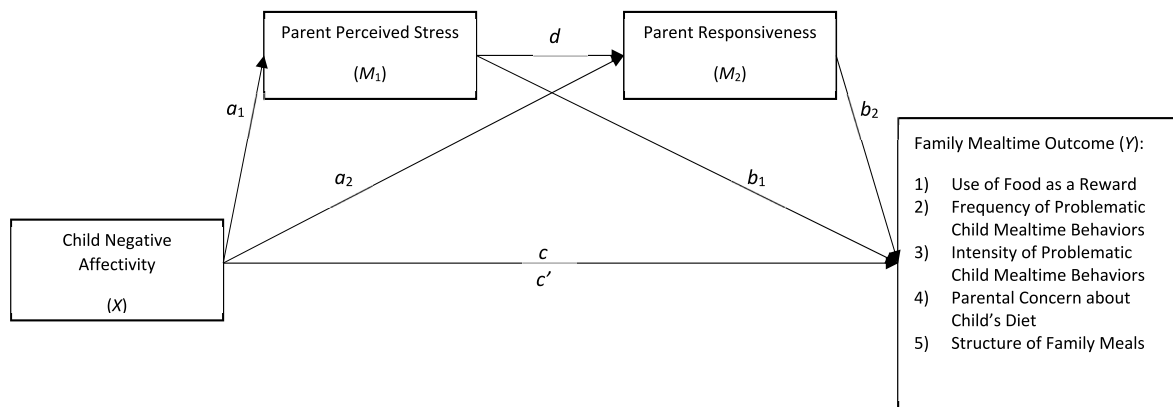 Parent Perceived Stress
(M₁)
d
Parent Responsiveness
(M₂)
a₁
a₂
b₁
b₂
Child Negative
Affectivity
(X)
c
c’
Family Mealtime Outcome (Y):
1) Use of Food as a Reward
2) Frequency of Problematic
Child Mealtime Behaviors
3) Intensity of Problematic
Child Mealtime Behaviors
4) Parental Concern about
Child’s Diet
5) Structure of Family Meals